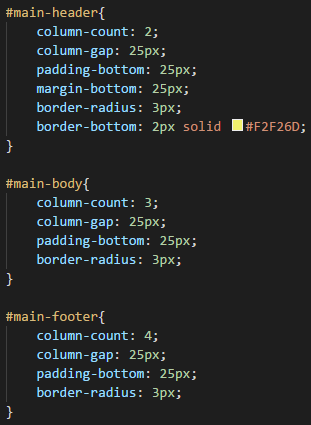 #main-header{
    column-count: 2;
    column-gap: 25px;
    padding-bottom: 25px;
    margin-bottom: 25px;
    border-radius: 3px;
    border-bottom: 2px solid #F2F26D;
}

#main-body{
    column-count: 3;
    column-gap: 25px;
    padding-bottom: 25px;
    border-radius: 3px;
}

#main-footer{
    column-count: 4;
    column-gap: 25px;
    padding-bottom: 25px;
    border-radius: 3px;
}